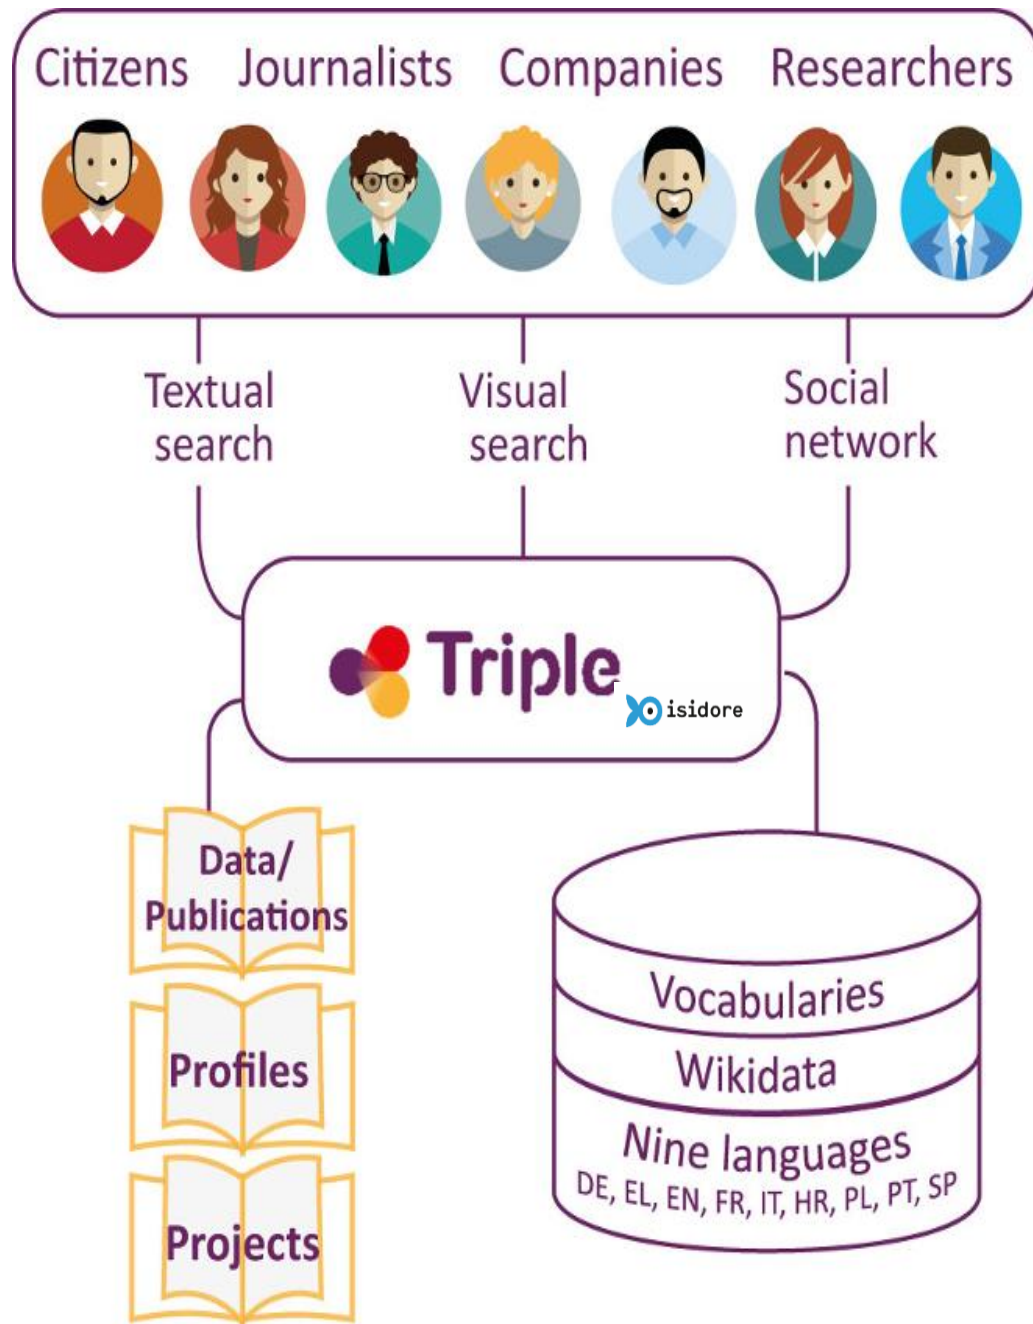 Citizens Journalists Companies Researchers
Textual
search
Visual
search
Social
network
Triple
isidore
Data/
Publications
Profiles
Projects
Vocabularies
Wikidata
Nine languages
DE, EL, EN, FR, IT, HR, PL, PT, SP